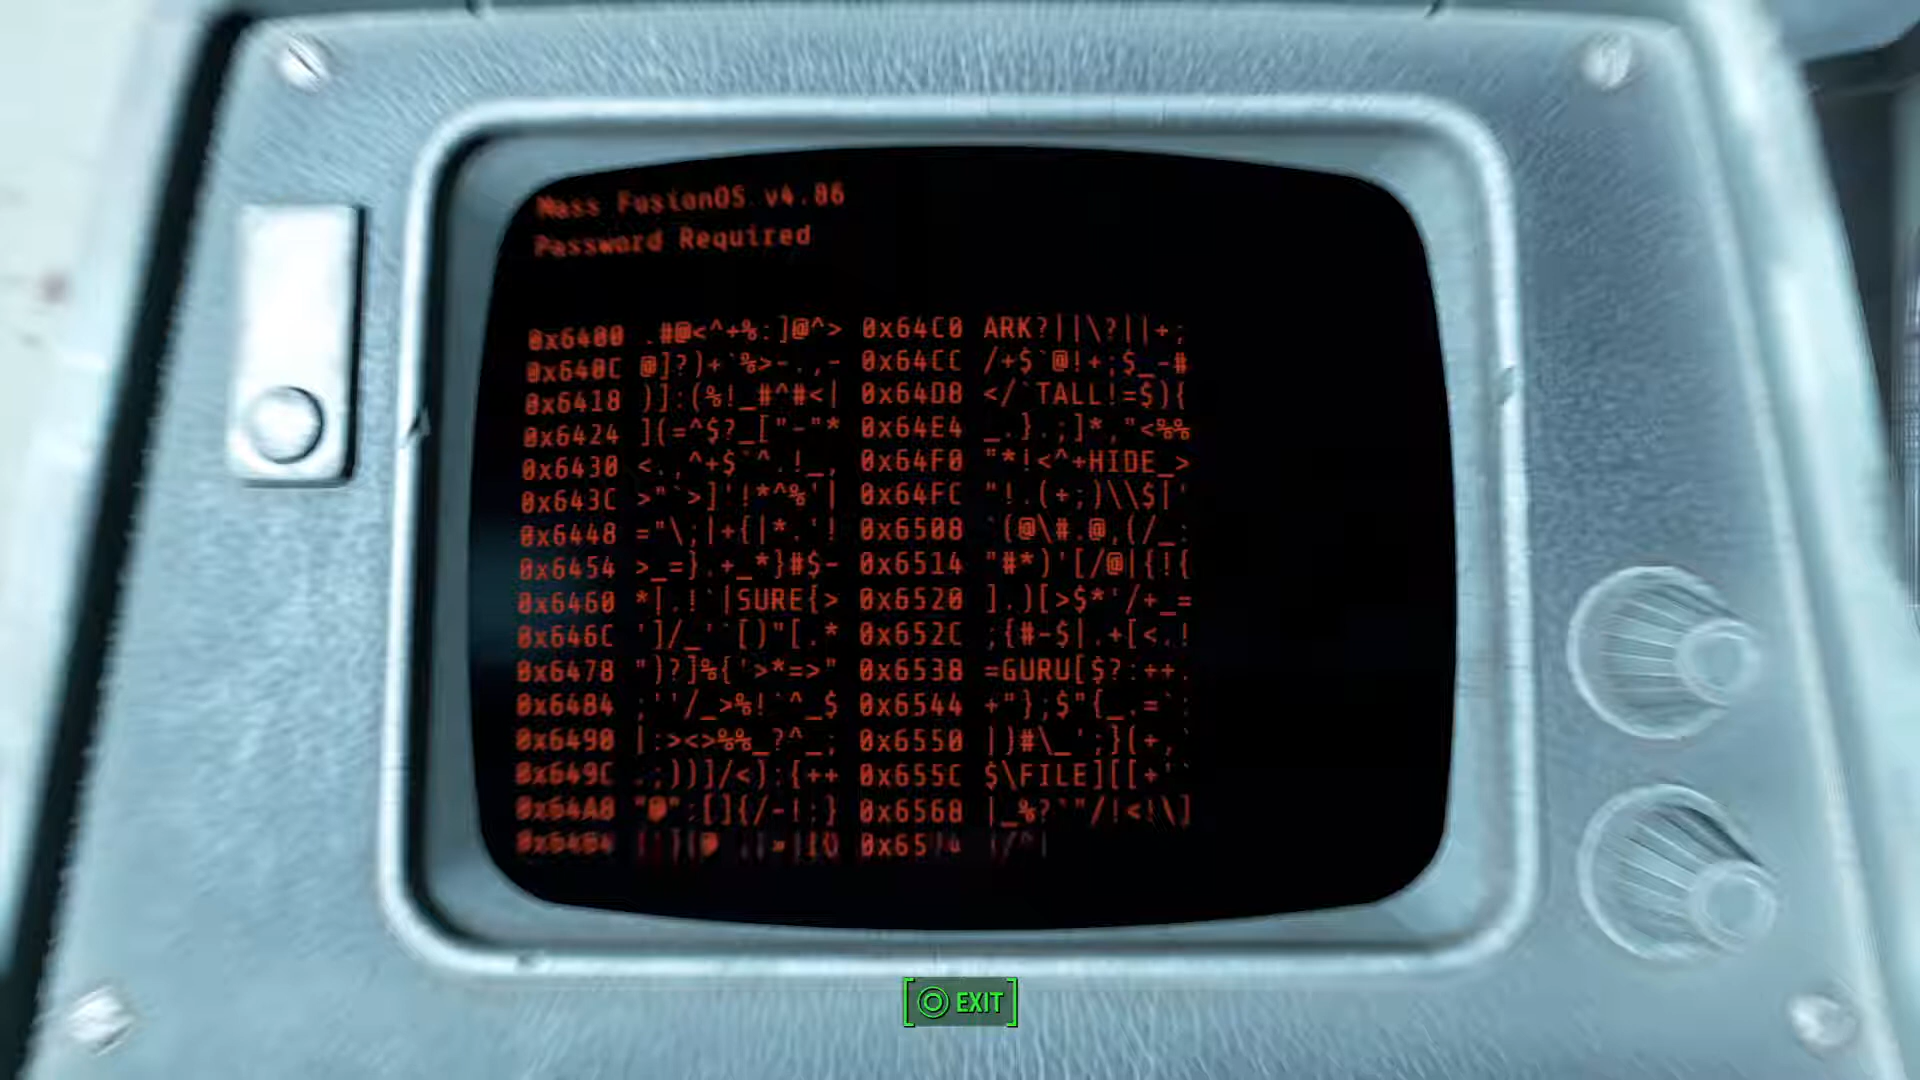 Mass FusionOS v4.06
Password Required
0x6400 .#@<^+%:]@^> 0x64C0 ARK?||\?||+;
0x640C @]?)+`%>-.,- 0x64CC /+$`@!+:$_-#
0x6418 )]:(%!_#^#<| 0x64D8 </`TALL!=$){
0x6424 ](=^$?_["-"* 0x64E4 _.}.;]*,"<%%
0x6430 <.,^+$`^.!_, 0x64F0 "*!<^+HIDE_>
0x643C >"`>]'!*^%'| 0x64FC "!.(+;)\\$|'
0x6448 ="\;|+{|*.'! 0x6508 `(@\#.@,(/_:
0x6454 >_=}.+_*}#$- 0x6514 "#*)'[/@|{!{
0x6460 *|.!`|SURE{> 0x6520 ].)[>$*'/+_=
0x646C ']/_'`[)"[.* 0x652C ;{#-$|.+[<.!
0x6478 ")?]%{'>*=>" 0x6538 =GURU[$?:++.
0x6484 ;''/_>%!`^_$ 0x6544 +"};$"{_.=`:
0x6490 |:><>%%_?^_; 0x6550 |)#\_';}(+,`
0x649C .;))]/<):{++ 0x655C $\FILE][[+'`
0x64A8 "@":[]{/-!:} 0x6568 |_%?`"/!<!\]
0x64B4
EXIT